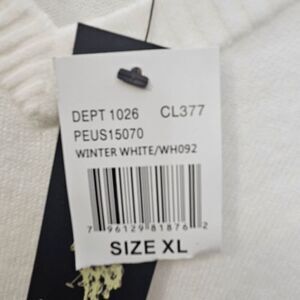 DEPT 1026 CL377
PEUS15070
WINTER WHITE/WH092
7 96129 81876 2
SIZE XL